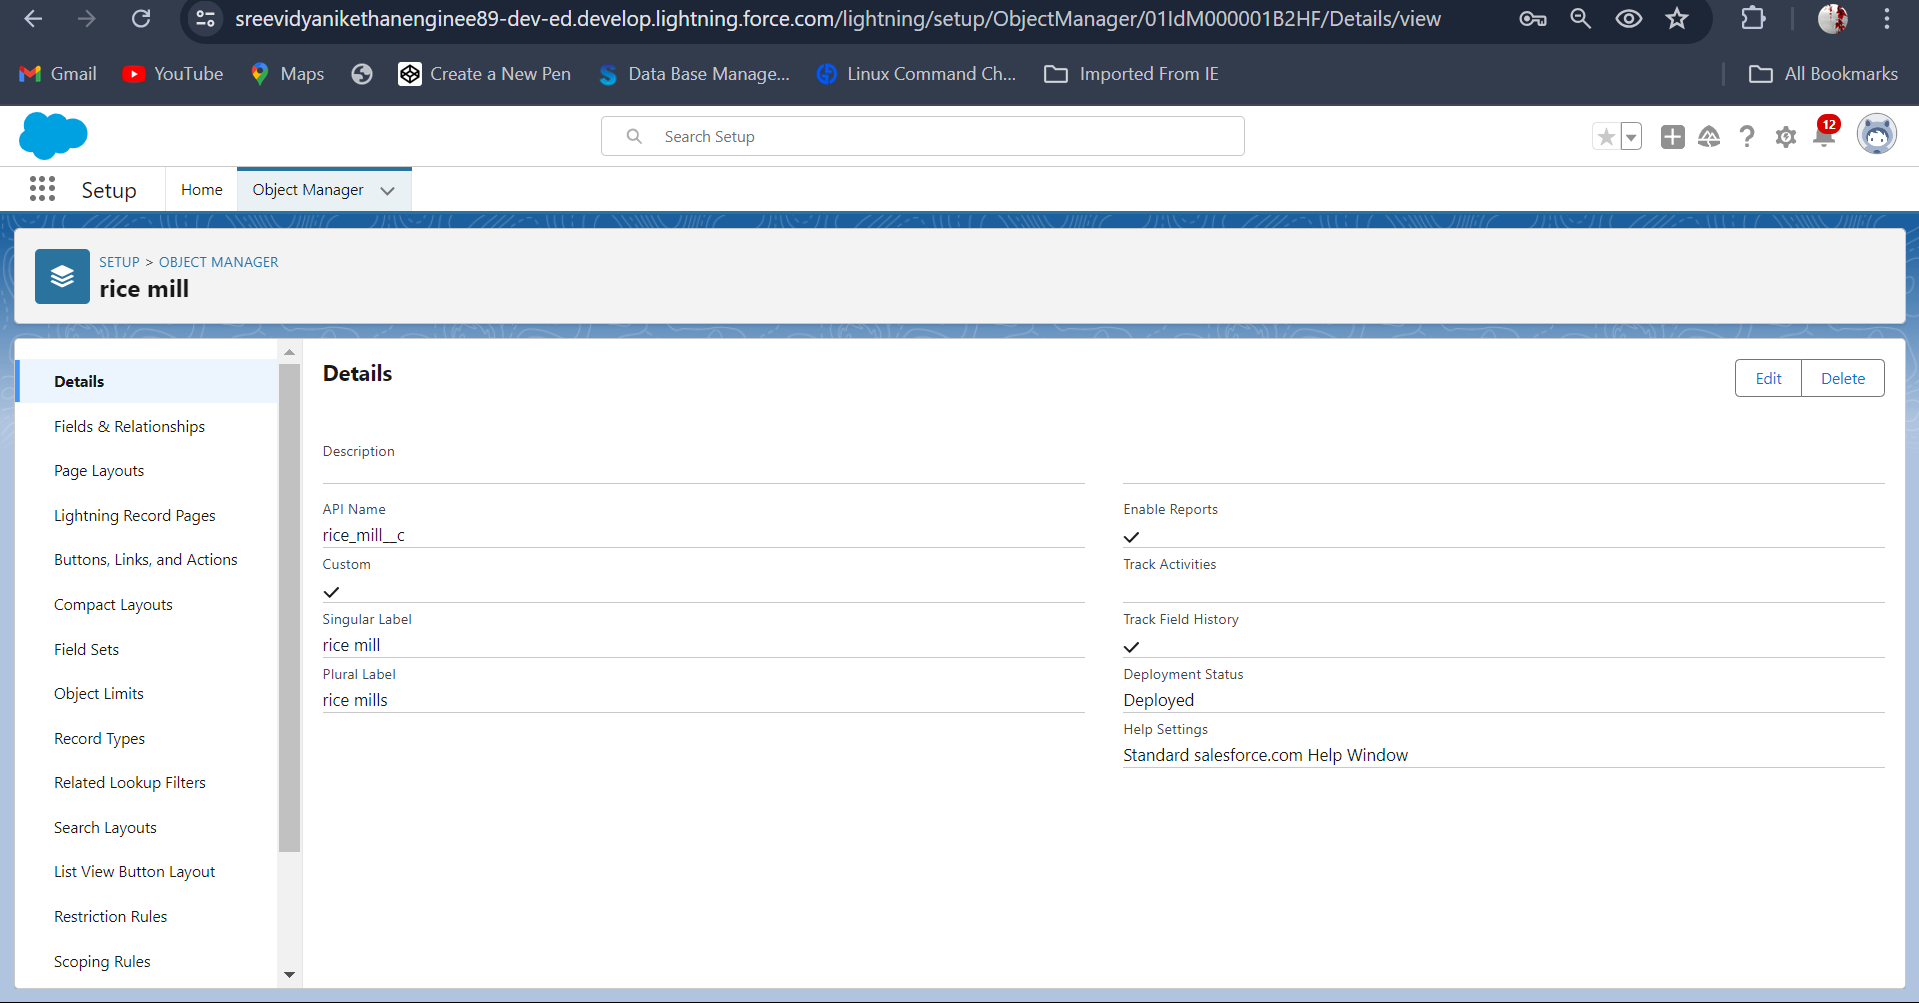 sreevidyanikethanenginee89-dev-ed.develop.lightning.force.com/lightning/setup/ObjectManager/01IdM000001B2HF/Details/view
Gmail YouTube Maps Create a New Pen Data Base Manage... Linux Command Ch... Imported From IE All Bookmarks
Search Setup
12
Setup Home Object Manager
SETUP > OBJECT MANAGER
rice mill
Details
Fields & Relationships
Page Layouts
Lightning Record Pages
Buttons, Links, and Actions
Compact Layouts
Field Sets
Object Limits
Record Types
Related Lookup Filters
Search Layouts
List View Button Layout
Restriction Rules
Scoping Rules
Details
Edit Delete
Description
API Name
rice_mill__c
Custom
Singular Label
rice mill
Plural Label
rice mills
Enable Reports
Track Activities
Track Field History
Deployment Status
Deployed
Help Settings
Standard salesforce.com Help Window